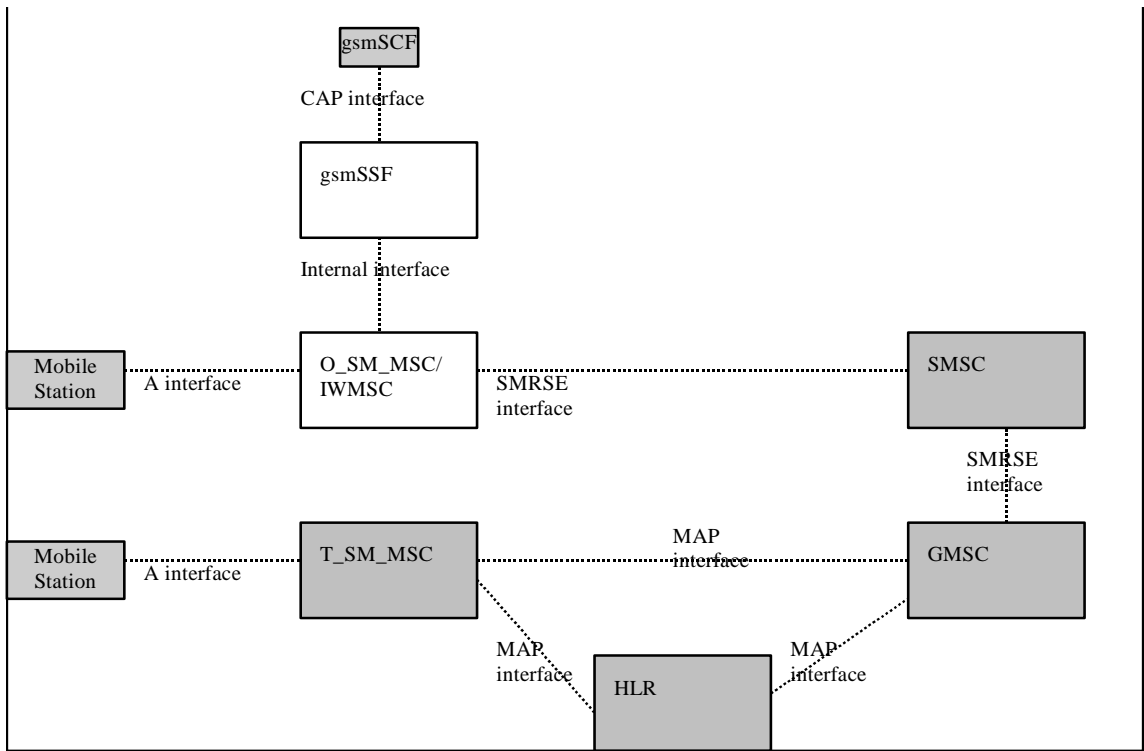 gsmSCF
CAP interface
gsmSSF
Internal interface
Mobile
Station
A interface
O_SM_MSC/
IWMSC
SMRSE
interface
SMSC
SMRSE
interface
Mobile
Station
A interface
T_SM_MSC
MAP
interface
GMSC
MAP
interface
HLR
MAP
interface